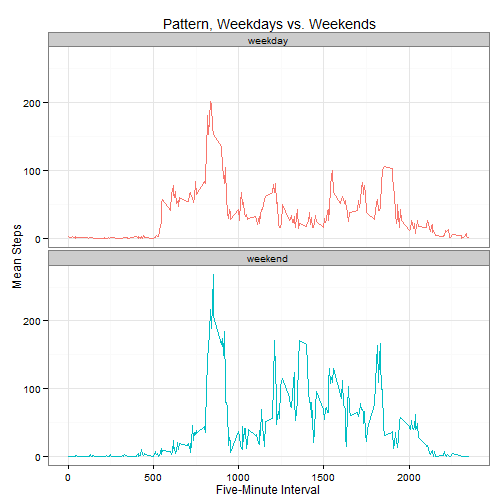 Pattern, Weekdays vs. Weekends
weekday
200
100
0
weekend
200
100
0
Mean Steps
0 500 1000 1500 2000
Five-Minute Interval